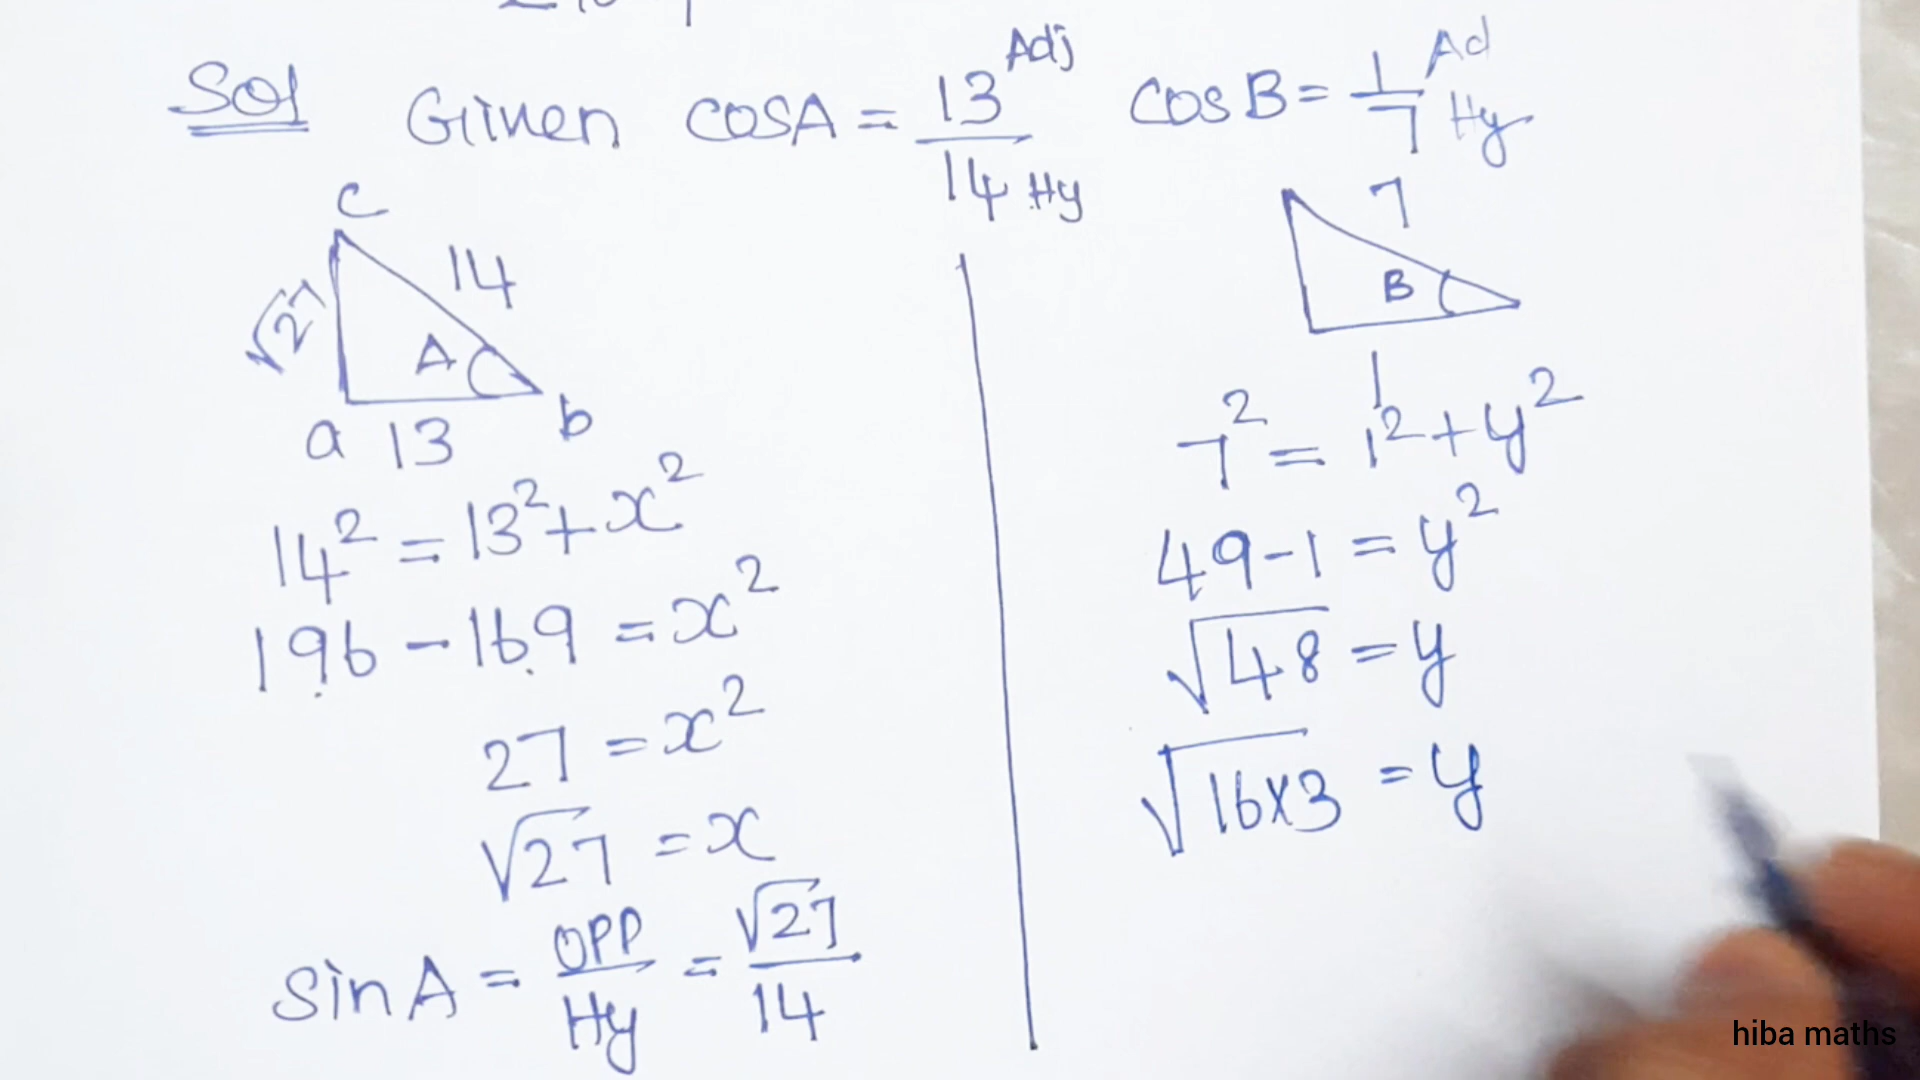 Sol Given cosA = 13/14 Adj Hy cos B = 1/7 Ad Hy
c
14
√27
A
a 13 b
14² = 13² + x²
196 - 169 = x²
27 = x²
√27 = x
sin A = OPP/Hy = √27/14
7
B
1
7² = 1² + y²
49 - 1 = y²
√48 = y
√16×3 = y
hiba maths